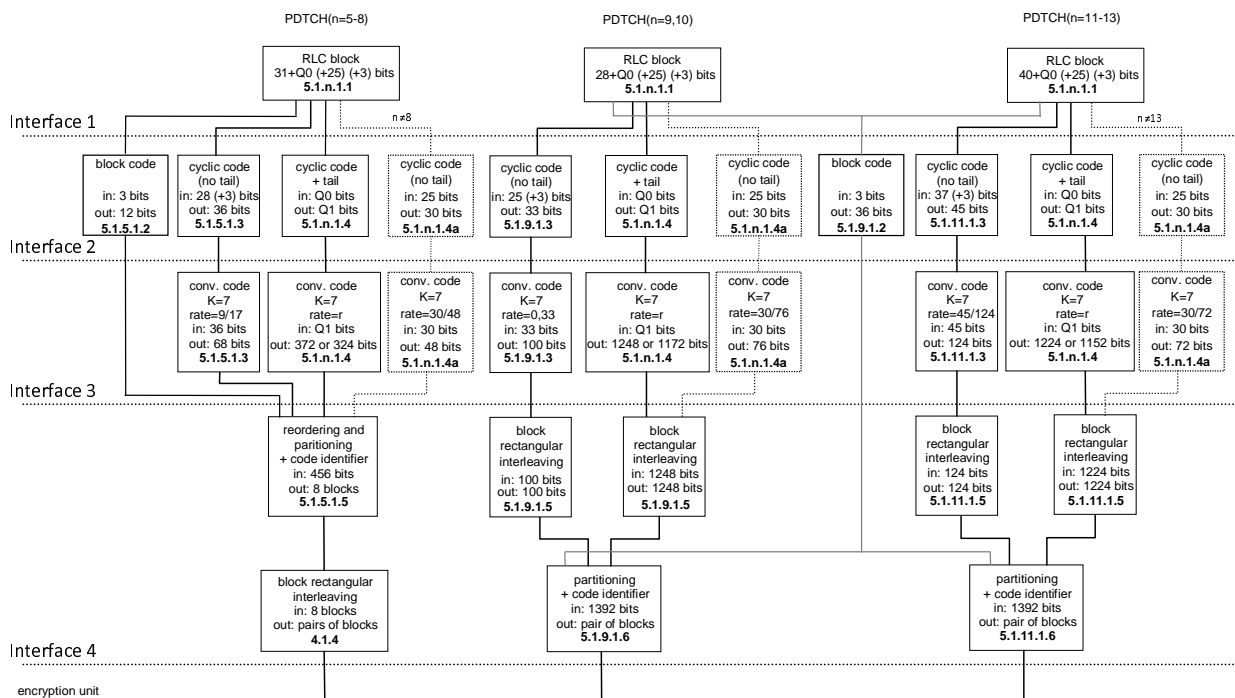 PDTCH(n=5-8)
PDTCH(n=9,10)
PDTCH(n=11-13)
RLC block
31+Q0 (+25) (+3) bits
5.1.n.1.1
RLC block
28+Q0 (+25) (+3) bits
5.1.n.1.1
RLC block
40+Q0 (+25) (+3) bits
5.1.n.1.1
n≠8
n≠13
Interface 1
block code
in: 3 bits
out: 12 bits
5.1.5.1.2
cyclic code
(no tail)
in: 28 (+3) bits
out: 36 bits
5.1.5.1.3
cyclic code
+ tail
in: Q0 bits
out: Q1 bits
5.1.n.1.4
cyclic code
(no tail)
in: 25 bits
out: 30 bits
5.1.n.1.4a
cyclic code
(no tail)
in: 25 (+3) bits
out: 33 bits
5.1.9.1.3
cyclic code
+ tail
in: Q0 bits
out: Q1 bits
5.1.n.1.4
cyclic code
(no tail)
in: 25 bits
out: 30 bits
5.1.n.1.4a
block code
in: 3 bits
out: 36 bits
5.1.9.1.2
cyclic code
(no tail)
in: 37 (+3) bits
out: 45 bits
5.1.11.1.3
cyclic code
+ tail
in: Q0 bits
out: Q1 bits
5.1.n.1.4
cyclic code
(no tail)
in: 25 bits
out: 30 bits
5.1.n.1.4a
Interface 2
conv. code
K=7
rate=9/17
in: 36 bits
out: 68 bits
5.1.5.1.3
conv. code
K=7
rate=r
in: Q1 bits
out: 372 or 324 bits
5.1.n.1.4
conv. code
K=7
rate=30/48
in: 30 bits
out: 48 bits
5.1.n.1.4a
conv. code
K=7
rate=0,33
in: 33 bits
out: 100 bits
5.1.9.1.3
conv. code
K=7
rate=r
in: Q1 bits
out: 1248 or 1172 bits
5.1.n.1.4
conv. code
K=7
rate=30/76
in: 30 bits
out: 76 bits
5.1.n.1.4a
conv. code
K=7
rate=45/124
in: 45 bits
out: 124 bits
5.1.11.1.3
conv. code
K=7
rate=r
in: Q1 bits
out: 1224 or 1152 bits
5.1.n.1.4
conv. code
K=7
rate=30/72
in: 30 bits
out: 72 bits
5.1.n.1.4a
Interface 3
reordering and
paritioning
+ code identifier
in: 456 bits
out: 8 blocks
5.1.5.1.5
block
rectangular
interleaving
in: 100 bits
out: 100 bits
5.1.9.1.5
block
rectangular
interleaving
in: 1248 bits
out: 1248 bits
5.1.9.1.5
block
rectangular
interleaving
in: 124 bits
out: 124 bits
5.1.11.1.5
block
rectangular
interleaving
in: 1224 bits
out: 1224 bits
5.1.11.1.5
block rectangular
interleaving
in: 8 blocks
out: pairs of blocks
4.1.4
partitioning
+ code identifier
in: 1392 bits
out: pair of blocks
5.1.9.1.6
partitioning
+ code identifier
in: 1392 bits
out: pair of blocks
5.1.11.1.6
Interface 4
encryption unit